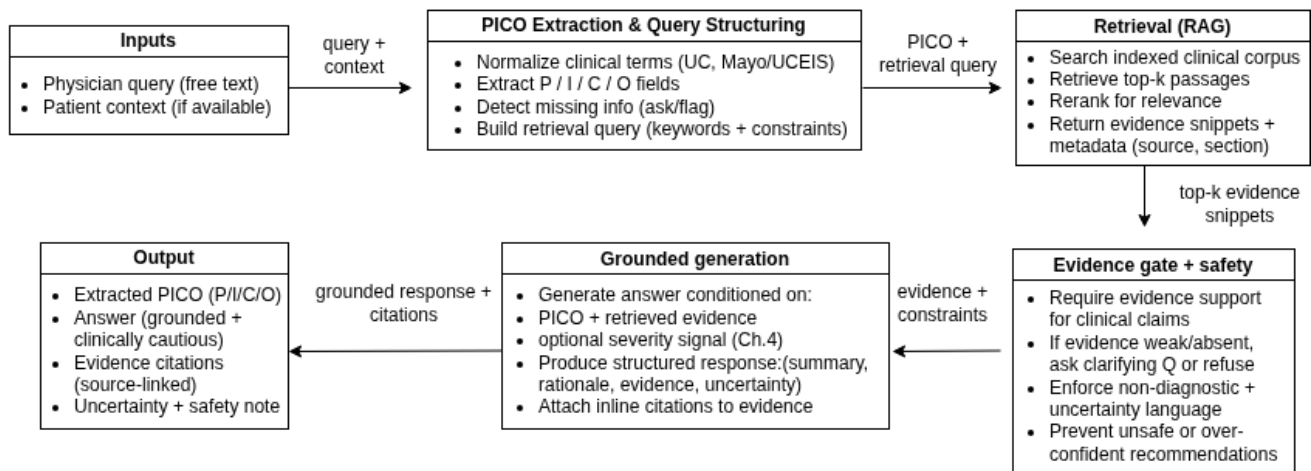 Inputs
• Physician query (free text)
• Patient context (if available)
query +
context
PICO Extraction & Query Structuring
• Normalize clinical terms (UC, Mayo/UCEIS)
• Extract P / I / C / O fields
• Detect missing info (ask/flag)
• Build retrieval query (keywords + constraints)
PICO +
retrieval query
Retrieval (RAG)
• Search indexed clinical corpus
• Retrieve top-k passages
• Rerank for relevance
• Return evidence snippets +
metadata (source, section)
top-k evidence
snippets
Evidence gate + safety
• Require evidence support
for clinical claims
• If evidence weak/absent,
ask clarifying Q or refuse
• Enforce non-diagnostic +
uncertainty language
• Prevent unsafe or over-
confident recommendations
evidence +
constraints
Grounded generation
• Generate answer conditioned on:
• PICO + retrieved evidence
• optional severity signal (Ch.4)
• Produce structured response:(summary,
rationale, evidence, uncertainty)
• Attach inline citations to evidence
grounded response +
citations
Output
• Extracted PICO (P/I/C/O)
• Answer (grounded +
clinically cautious)
• Evidence citations
(source-linked)
• Uncertainty + safety note